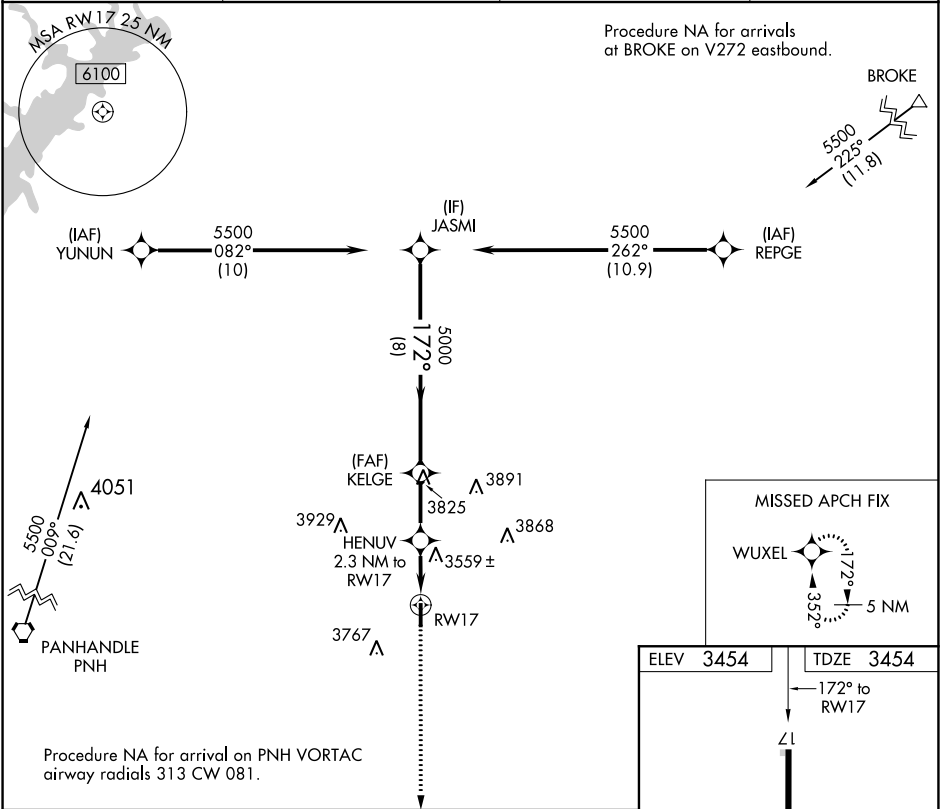 MSA RW17 25 NM
6100
Procedure NA for arrivals
at BROKE on V272 eastbound.
BROKE
5500
225°
(11.8)
(IAF)
YUNUN
5500
082°
(10)
(IF)
JASMI
5500
262°
(10.9)
(IAF)
REPGE
5000
172°
(8)
(FAF)
KELGE
3825
3891
4051
5500
009°
(21.6)
3929
HENUV
2.3 NM to
RW17
3559 ±
3868
RW17
3767
PANHANDLE
PNH
MISSED APCH FIX
WUXEL
172°
352°
5 NM
ELEV 3454
TDZE 3454
172° to
RW17
17
Procedure NA for arrival on PNH VORTAC
airway radials 313 CW 081.